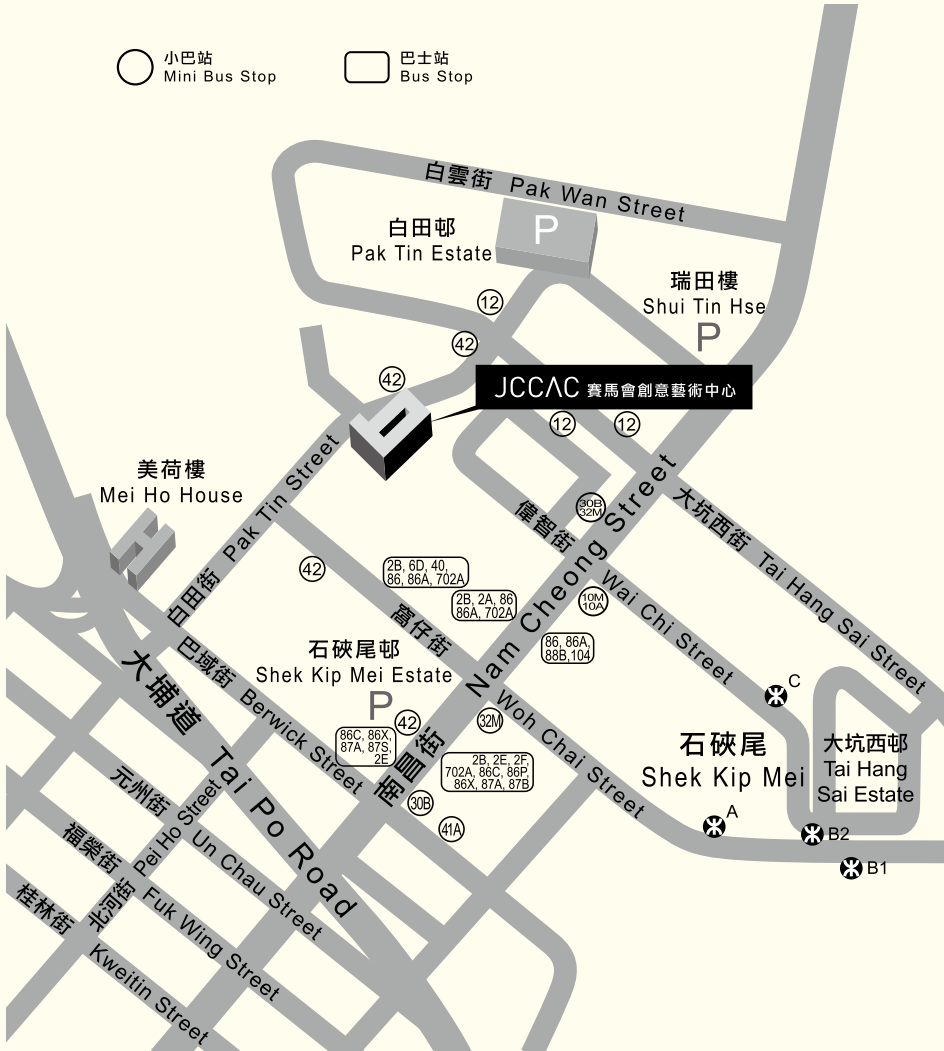 小巴站
Mini Bus Stop
巴士站
Bus Stop
白雲街 Pak Wan Street
白田邨
Pak Tin Estate
P
瑞田樓
Shui Tin Hse
P
12
42
42
JCCAC 賽馬會創意藝術中心
12
12
美荷樓
Mei Ho House
白田街 Pak Tin Street
偉智街 Wai Chi Street
30B
32M
大坑西街 Tai Hang Sai Street
42
2B, 6D, 40,
86, 86A, 702A
2B, 2A, 86
86A, 702A
10M
10A
86, 86A,
88B,104
窩仔街 Woh Chai Street
南昌街 Nam Cheong Street
石硤尾邨
Shek Kip Mei Estate
P
巴域街 Berwick Street
大埔道 Tai Po Road
86C, 86X,
87A, 87S,
2E
42
32M
2B, 2E, 2F,
702A, 86C, 86P,
86X, 87A, 87B
30B
41A
C
石硤尾
Shek Kip Mei
大坑西邨
Tai Hang
Sai Estate
A
B2
B1
元州街 Un Chau Street
北河街 Pei Ho Street
福榮街 Fuk Wing Street
桂林街 Kweitin Street